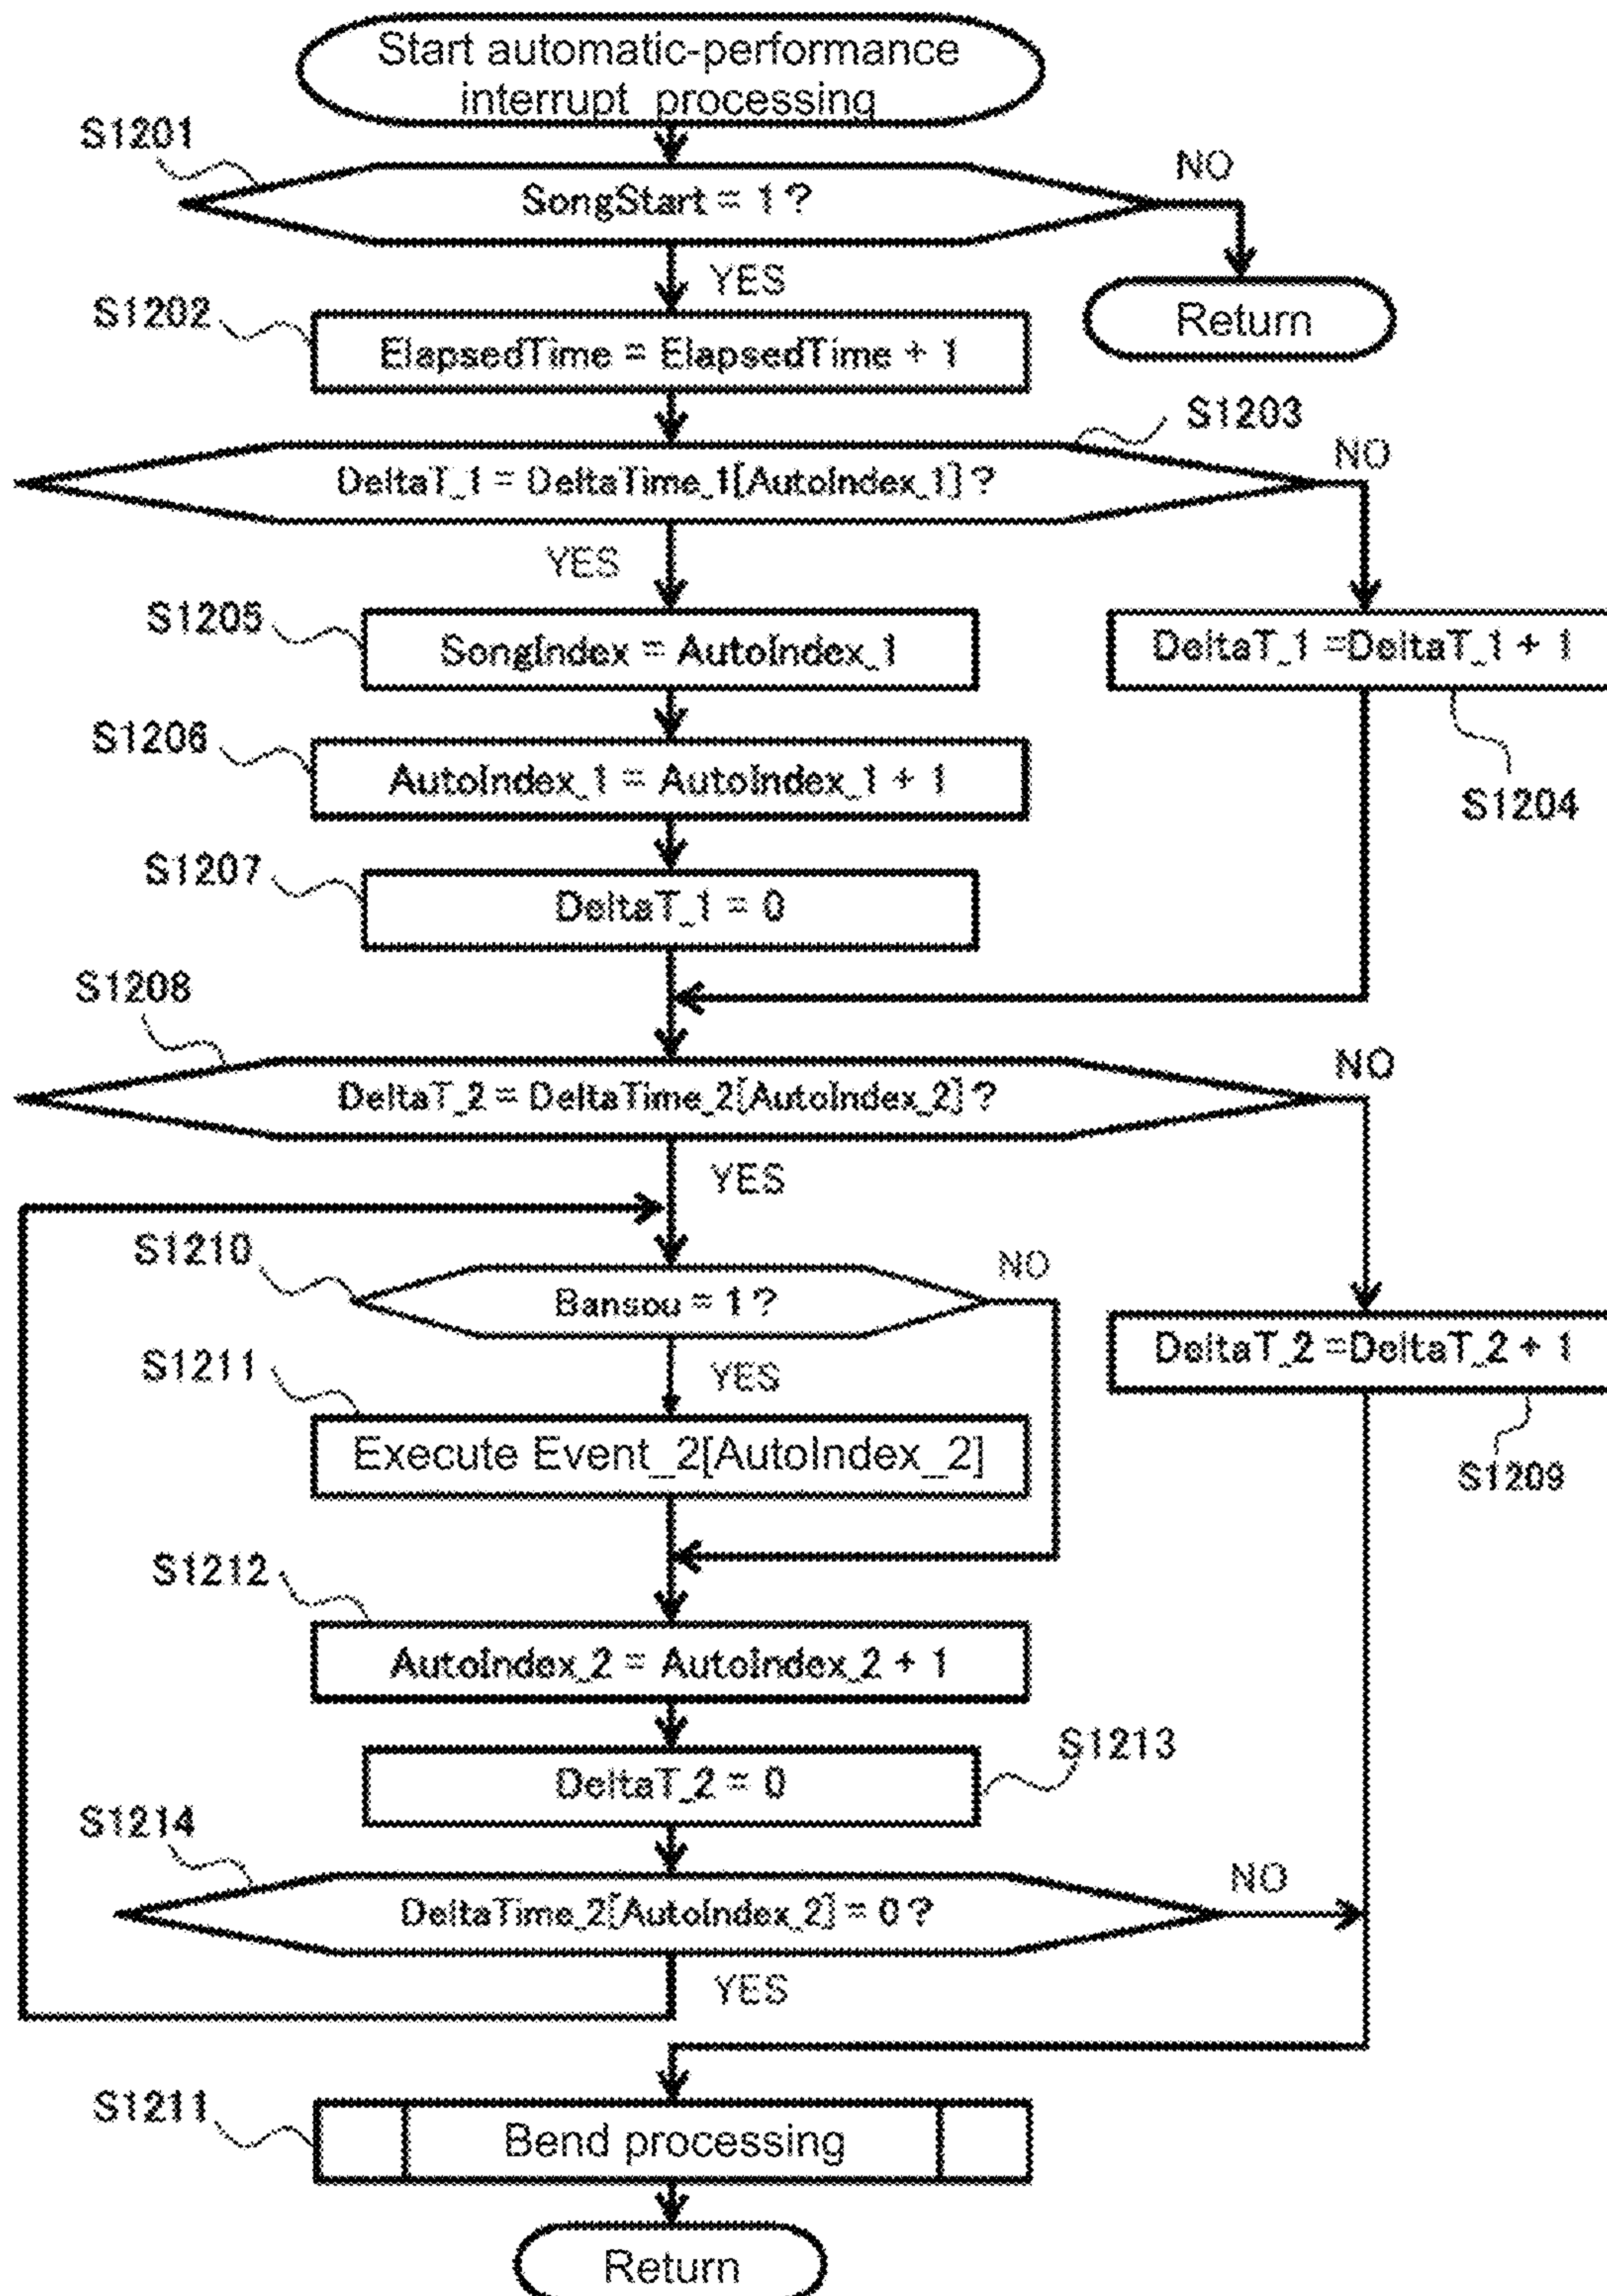 Start automatic-performance
interrupt processing
S1201
SongStart = 1?
NO
Return
YES
S1202
ElapsedTime = ElapsedTime + 1
S1203
DeltaT_1 = DeltaTime_1[AutoIndex_1]?
NO
YES
S1205
SongIndex = AutoIndex_1
DeltaT_1 =DeltaT_1 + 1
S1204
S1206
AutoIndex_1 = AutoIndex_1 + 1
S1207
DeltaT_1 = 0
S1208
DeltaT_2 = DeltaTime_2[AutoIndex_2]?
NO
YES
S1210
Bansou = 1?
NO
DeltaT_2 =DeltaT_2 + 1
S1209
YES
S1211
Execute Event_2[AutoIndex_2]
S1212
AutoIndex_2 = AutoIndex_2 + 1
S1213
DeltaT_2 = 0
S1214
DeltaTime_2[AutoIndex_2] = 0?
NO
YES
S1211
Bend processing
Return